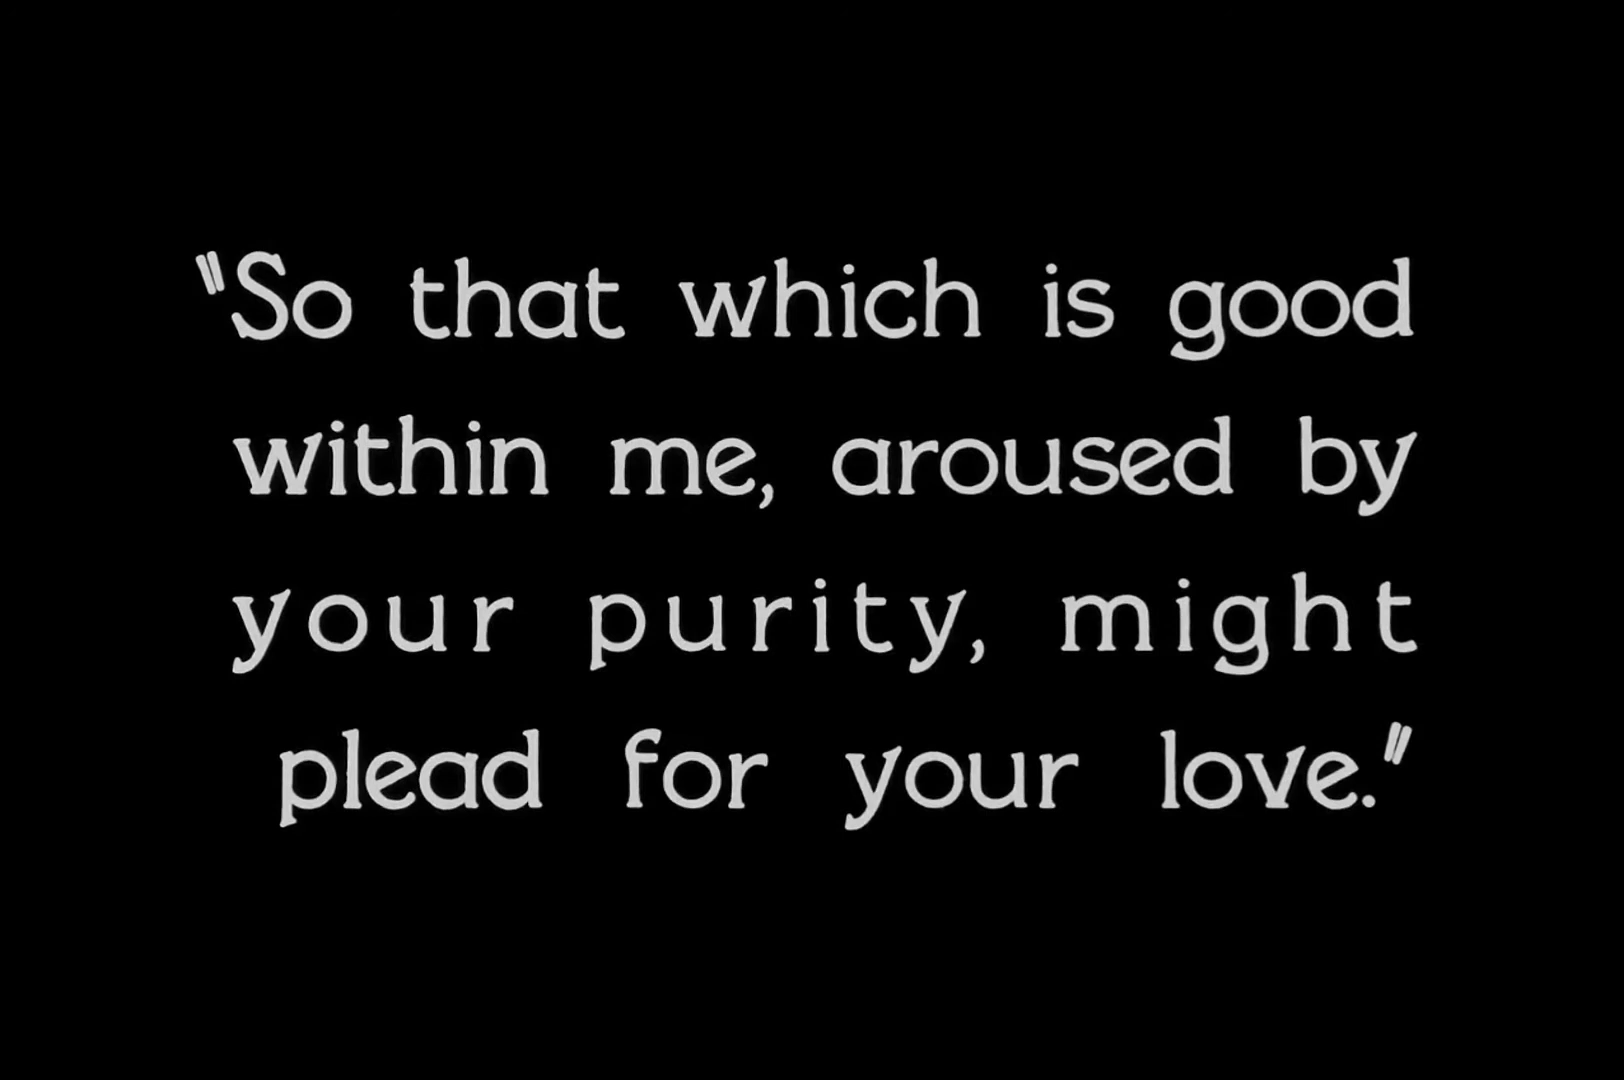 "So that which is good
within me, aroused by
your purity, might
plead for your love."